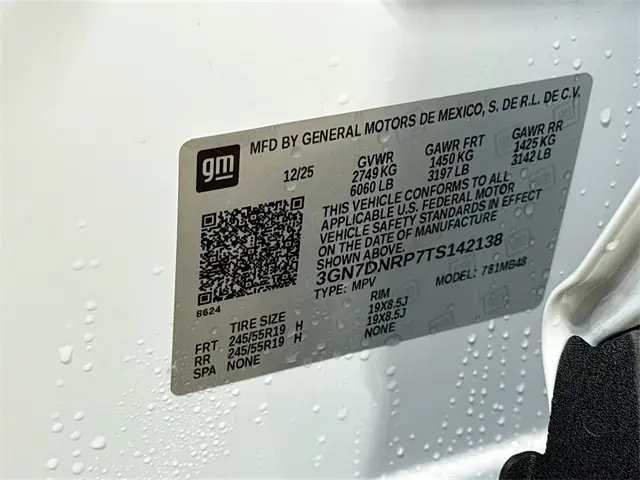 gm
MFD BY GENERAL MOTORS DE MEXICO, S. DE R.L. DE C.V.
12/25 GVWR GAWR FRT GAWR RR
2749 KG 1450 KG 1425 KG
6060 LB 3197 LB 3142 LB
THIS VEHICLE CONFORMS TO ALL
APPLICABLE U.S. FEDERAL MOTOR
VEHICLE SAFETY STANDARDS IN EFFECT
ON THE DATE OF MANUFACTURE
SHOWN ABOVE.
3GN7DNRP7TS142138
TYPE: MPV MODEL: 781MB48
8624
TIRE SIZE RIM
FRT 245/55R19 H 19X8.5J
RR 245/55R19 H 19X8.5J
SPA NONE NONE